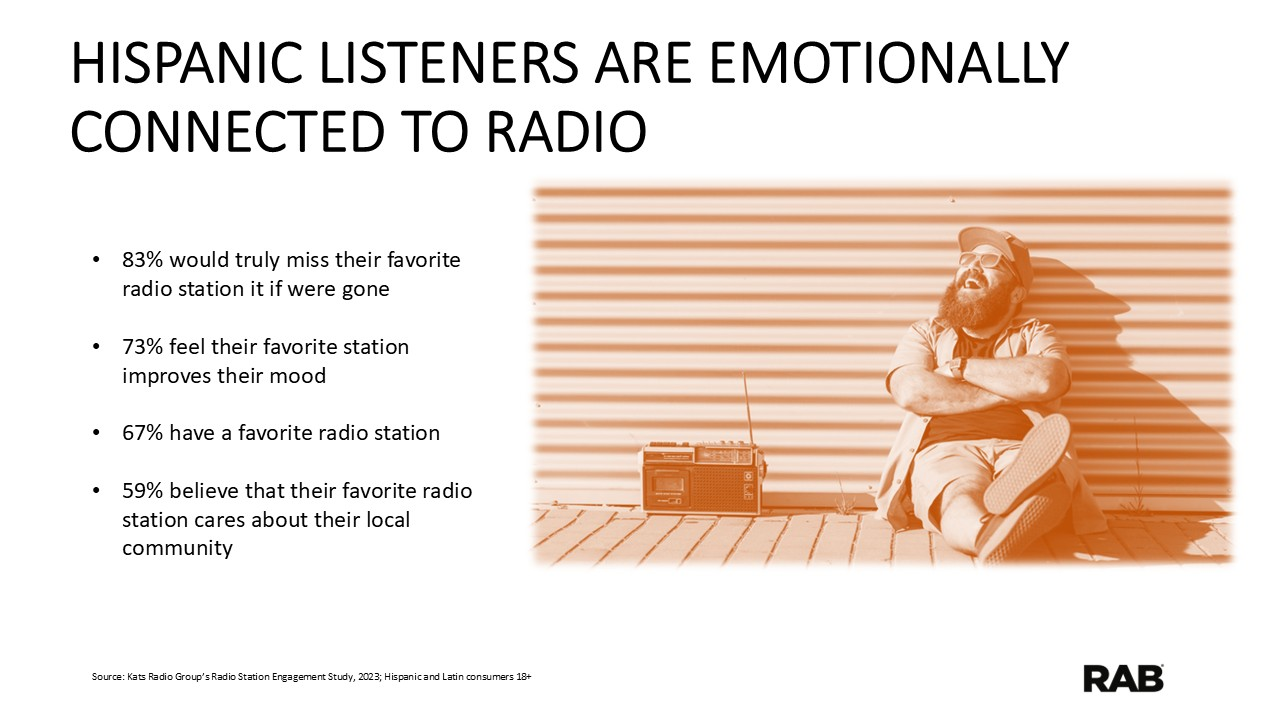 HISPANIC LISTENERS ARE EMOTIONALLY
CONNECTED TO RADIO
• 83% would truly miss their favorite
radio station it if were gone
• 73% feel their favorite station
improves their mood
• 67% have a favorite radio station
• 59% believe that their favorite radio
station cares about their local
community
Source: Kats Radio Group's Radio Station Engagement Study, 2023; Hispanic and Latin consumers 18+
RAB